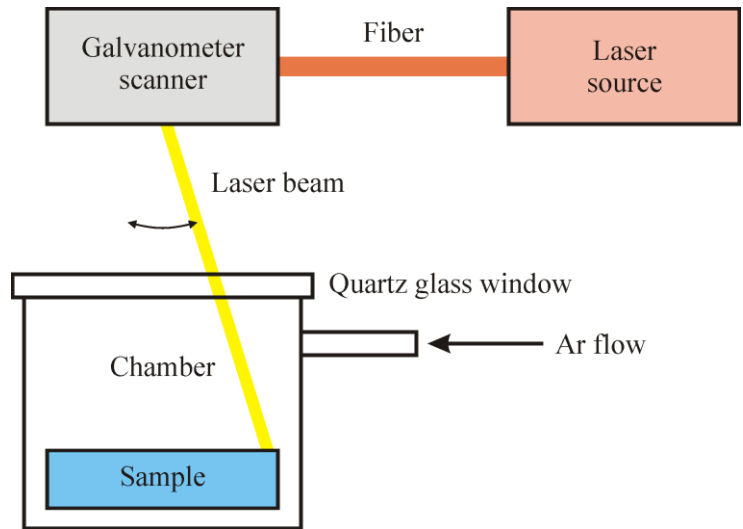 Galvanometer
scanner
Fiber
Laser
source
Laser beam
Quartz glass window
Chamber
Ar flow
Sample